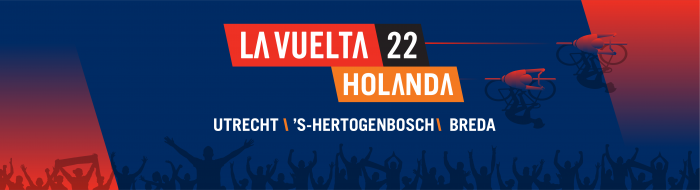 LA VUELTA 22
HOLANDA
UTRECHT \ 'S-HERTOGENBOSCH \ BREDA